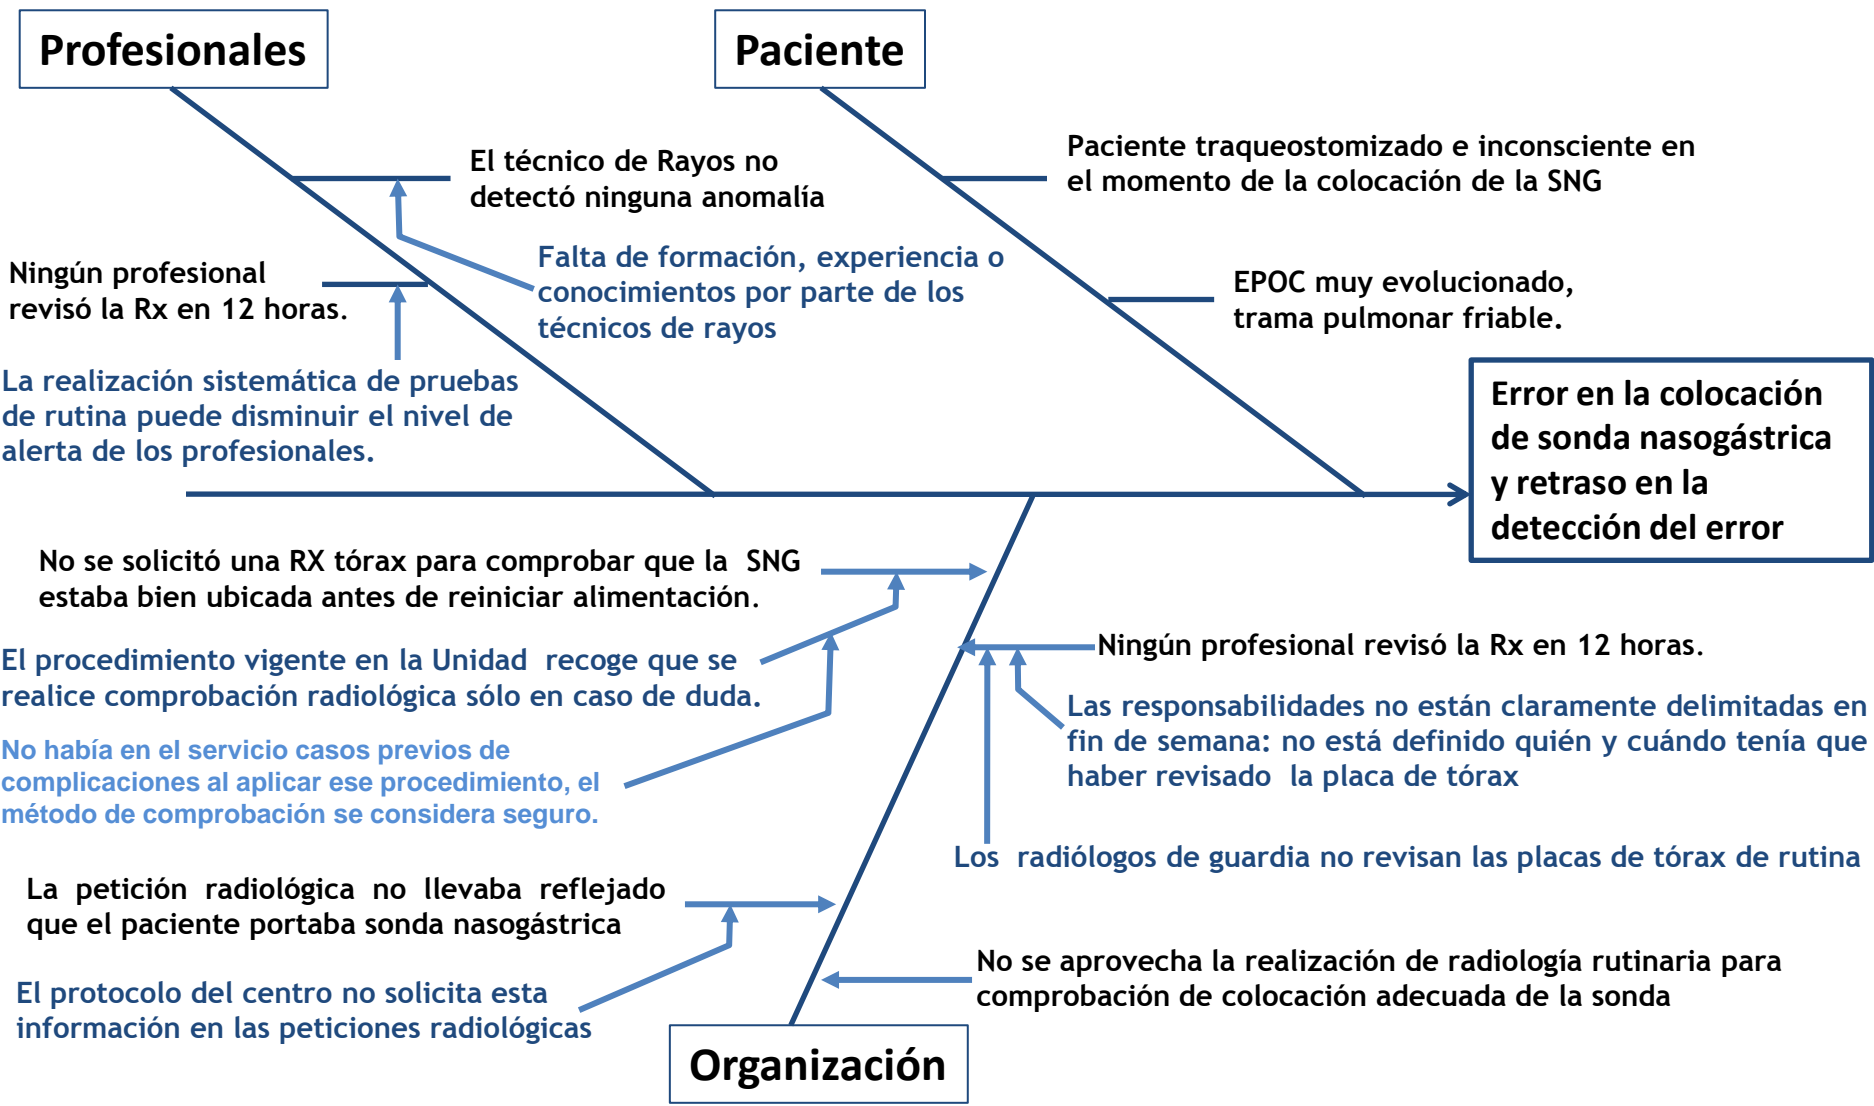 Profesionales
Paciente
El técnico de Rayos no
detectó ninguna anomalía
Paciente traqueostomizado e inconsciente en
el momento de la colocación de la SNG
Falta de formación, experiencia o
conocimientos por parte de los
técnicos de rayos
Ningún profesional
revisó la Rx en 12 horas.
EPOC muy evolucionado,
trama pulmonar friable.
La realización sistemática de pruebas
de rutina puede disminuir el nivel de
alerta de los profesionales.
Error en la colocación
de sonda nasogástrica
y retraso en la
detección del error
No se solicitó una RX tórax para comprobar que la SNG
estaba bien ubicada antes de reiniciar alimentación.
El procedimiento vigente en la Unidad recoge que se
realice comprobación radiológica sólo en caso de duda.
No había en el servicio casos previos de
complicaciones al aplicar ese procedimiento, el
método de comprobación se considera seguro.
Ningún profesional revisó la Rx en 12 horas.
Las responsabilidades no están claramente delimitadas en
fin de semana: no está definido quién y cuándo tenía que
haber revisado la placa de tórax
Los radiólogos de guardia no revisan las placas de tórax de rutina
La petición radiológica no llevaba reflejado
que el paciente portaba sonda nasogástrica
El protocolo del centro no solicita esta
información en las peticiones radiológicas
No se aprovecha la realización de radiología rutinaria para
comprobación de colocación adecuada de la sonda
Organización